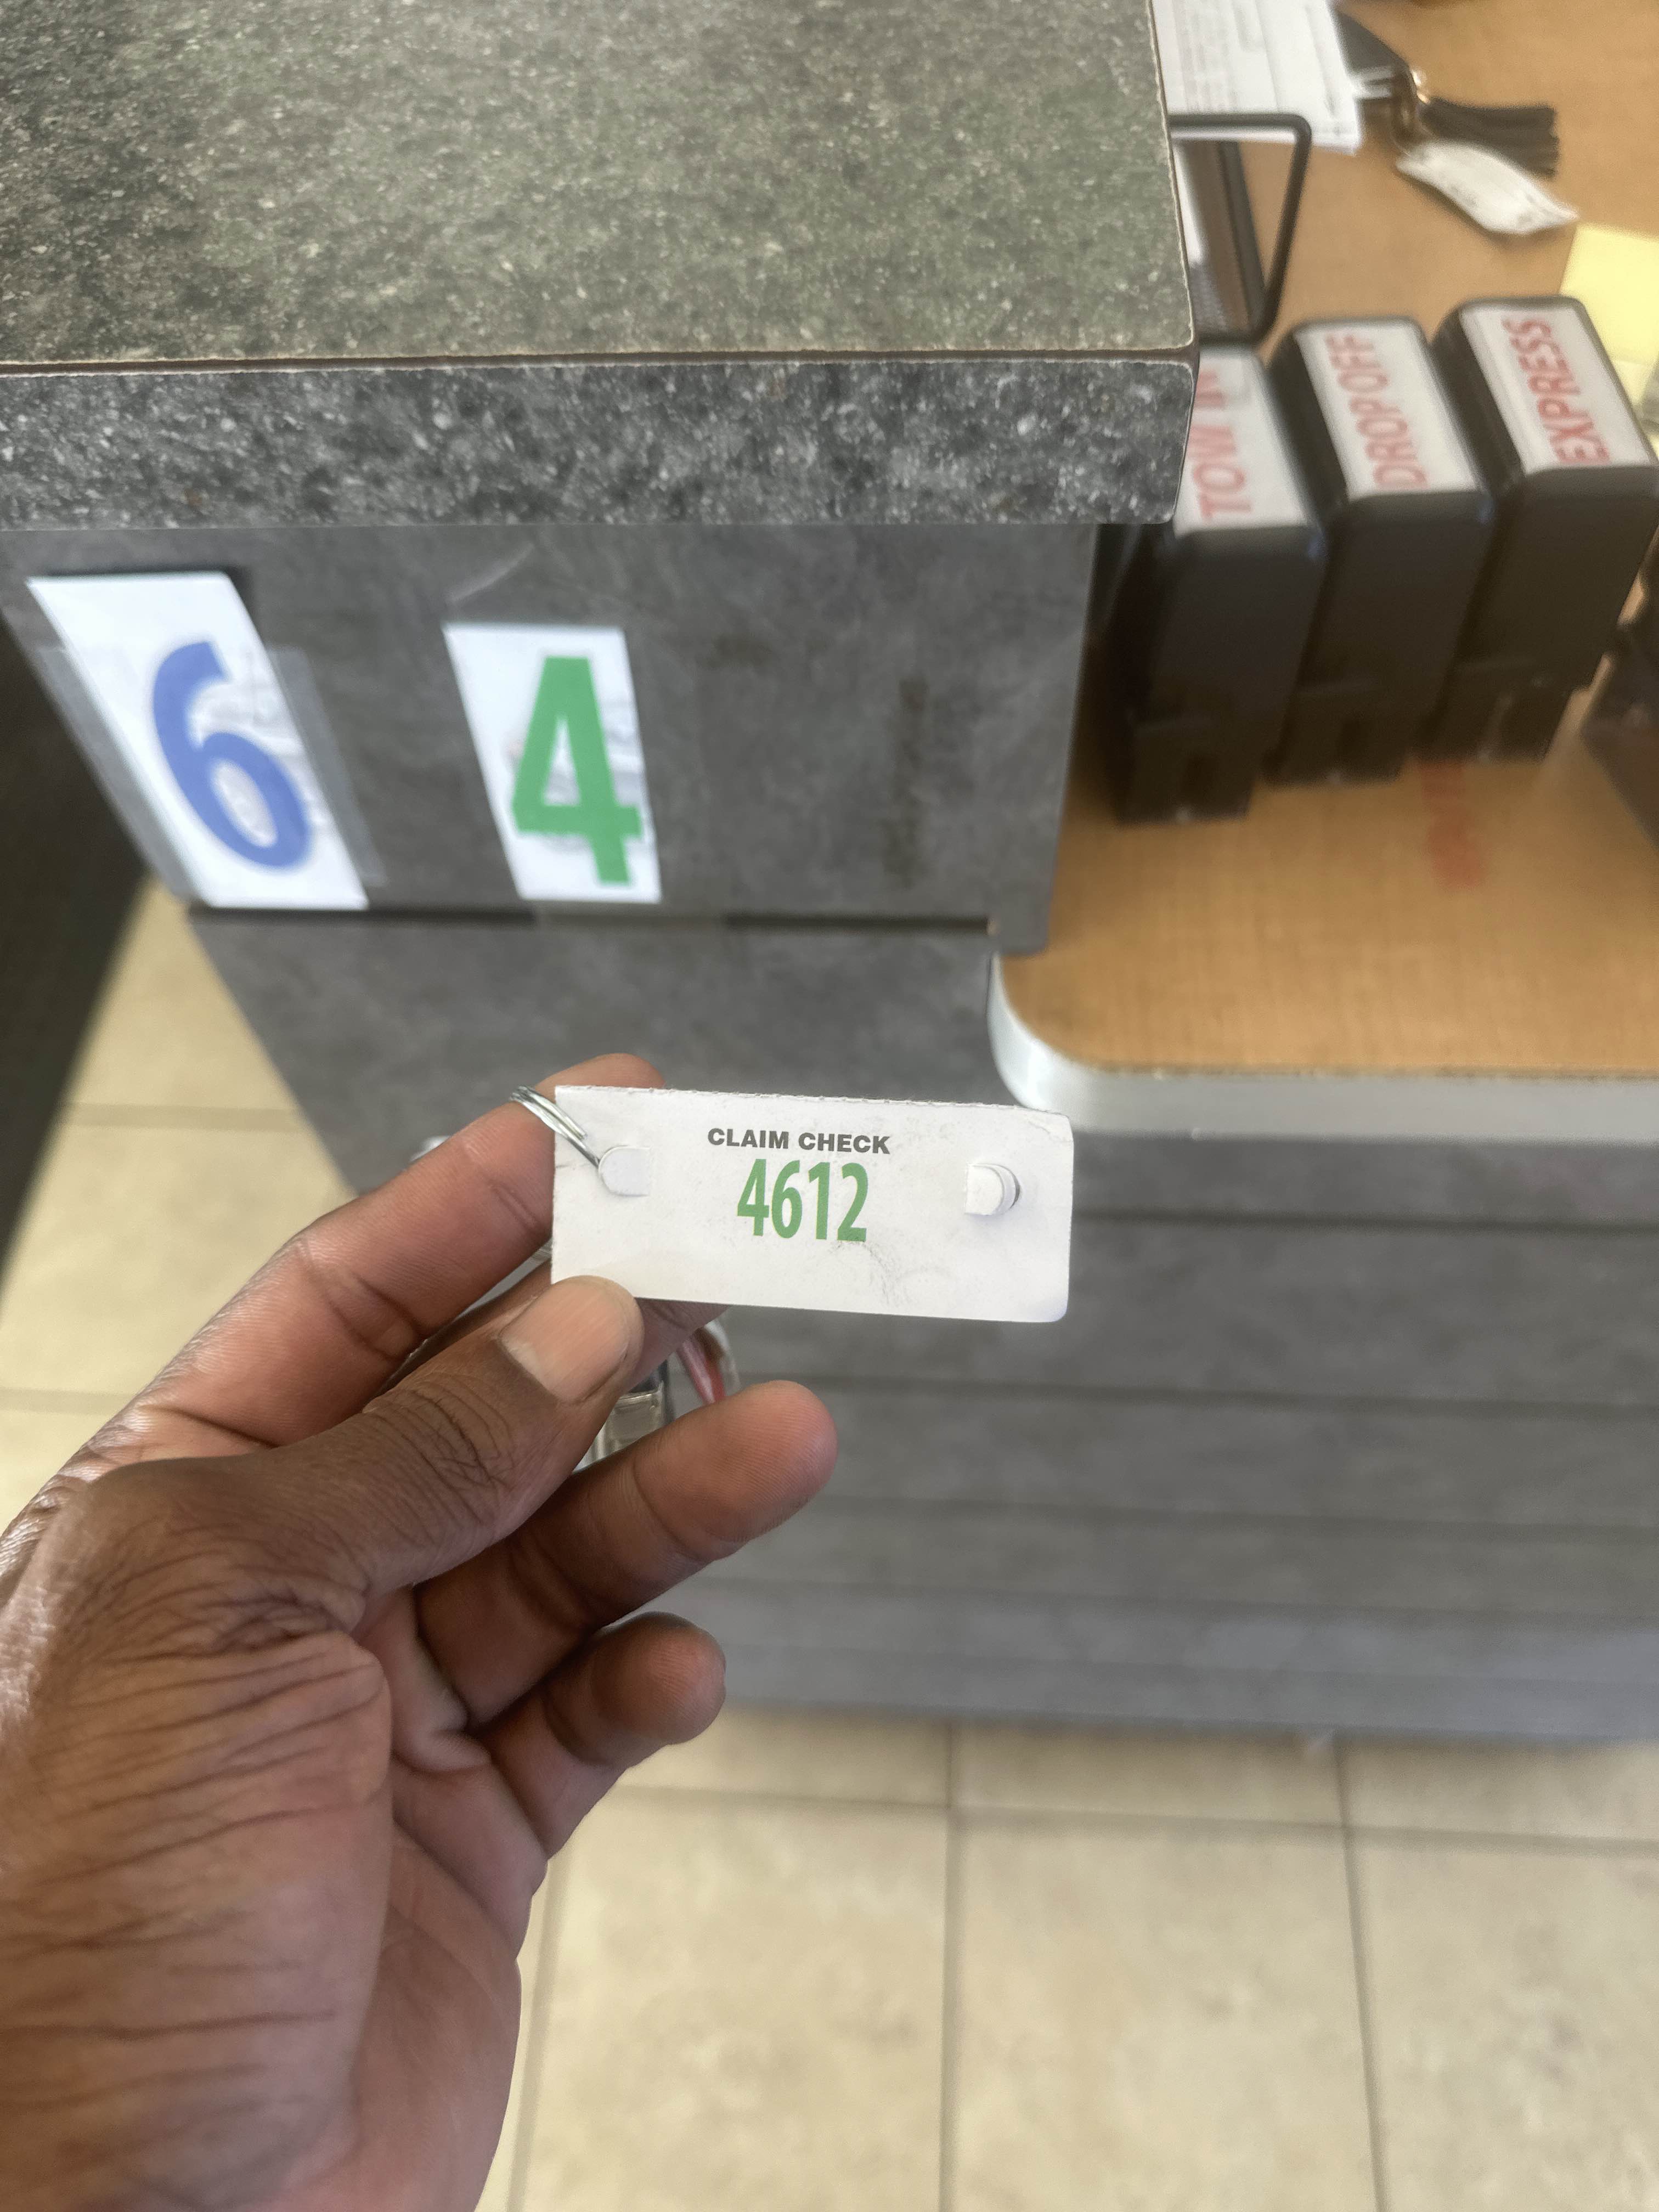 TOW IN
DROP OFF
EXPRESS
6
4
CLAIM CHECK
4612